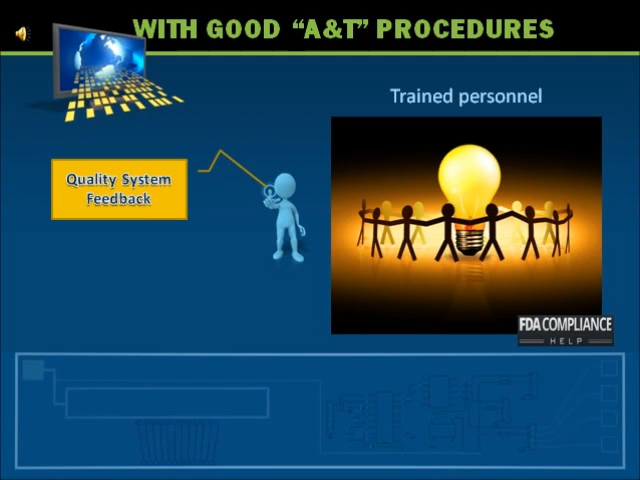 WITH GOOD “A&T” PROCEDURES
Trained personnel
Quality System
Feedback
FDA COMPLIANCE
HELP